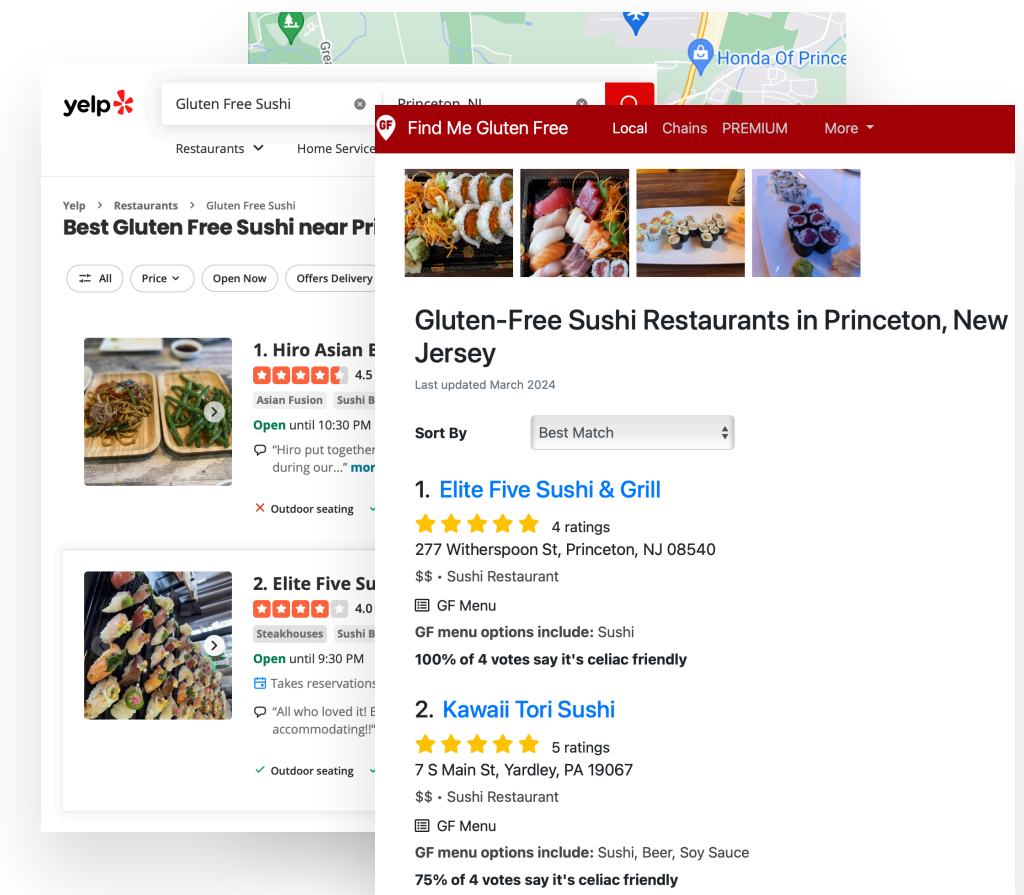 Grea
Honda Of Prince
yelp
Gluten Free Sushi
Princeton, NJ
Restaurants
Home Service
Yelp > Restaurants > Gluten Free Sushi
Best Gluten Free Sushi near Pri
All
Price
Open Now
Offers Delivery
1. Hiro Asian
4.5
Asian Fusion
Sushi B
Open until 10:30 PM
“Hiro put together
during our...” mor
Outdoor seating
2. Elite Five Su
4.0
Steakhouses
Sushi B
Open until 9:30 PM
Takes reservations
“All who loved it!
accommodating!!”
Outdoor seating
GF
Find Me Gluten Free
Local
Chains
PREMIUM
More
Gluten-Free Sushi Restaurants in Princeton, New
Jersey
Last updated March 2024
Sort By
Best Match
1. Elite Five Sushi & Grill
4 ratings
277 Witherspoon St, Princeton, NJ 08540
$$ • Sushi Restaurant
GF Menu
GF menu options include: Sushi
100% of 4 votes say it's celiac friendly
2. Kawaii Tori Sushi
5 ratings
7 S Main St, Yardley, PA 19067
$$ • Sushi Restaurant
GF Menu
GF menu options include: Sushi, Beer, Soy Sauce
75% of 4 votes say it's celiac friendly